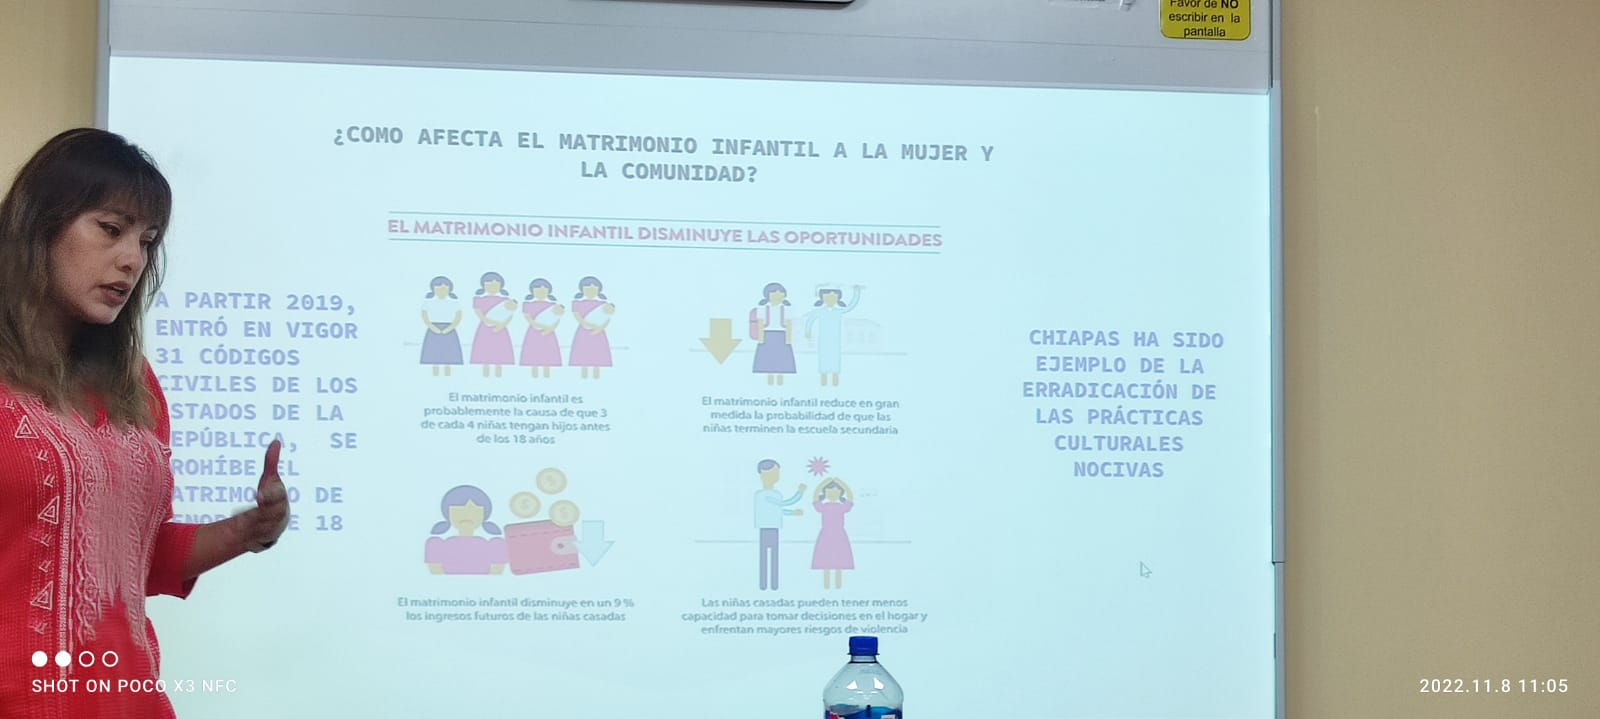 Favor de NO
escribir en la
pantalla
¿COMO AFECTA EL MATRIMONIO INFANTIL A LA MUJER Y
LA COMUNIDAD?
EL MATRIMONIO INFANTIL DISMINUYE LAS OPORTUNIDADES
A PARTIR 2019,
ENTRÓ EN VIGOR
31 CÓDIGOS
CIVILES DE LOS
STADOS DE LA
EPÚBLICA, SE
ROHÍBE EL
ATRIMO O DE
ENOR E 18
El matrimonio infantil es
probablemente la causa de que 3
de cada 4 niñas tengan hijos antes
de los 18 años
El matrimonio infantil reduce en gran
medida la probabilidad de que las
niñas terminen la escuela secundaria
El matrimonio infantil disminuye en un 9 %
los ingresos futuros de las niñas casadas
Las niñas casadas pueden tener menos
capacidad para tomar decisiones en el hogar y
enfrentan mayores riesgos de violencia
CHIAPAS HA SIDO
EJEMPLO DE LA
ERRADICACIÓN DE
LAS PRÁCTICAS
CULTURALES
NOCIVAS
SHOT ON POCO X3 NFC
2022.11.8 11:05